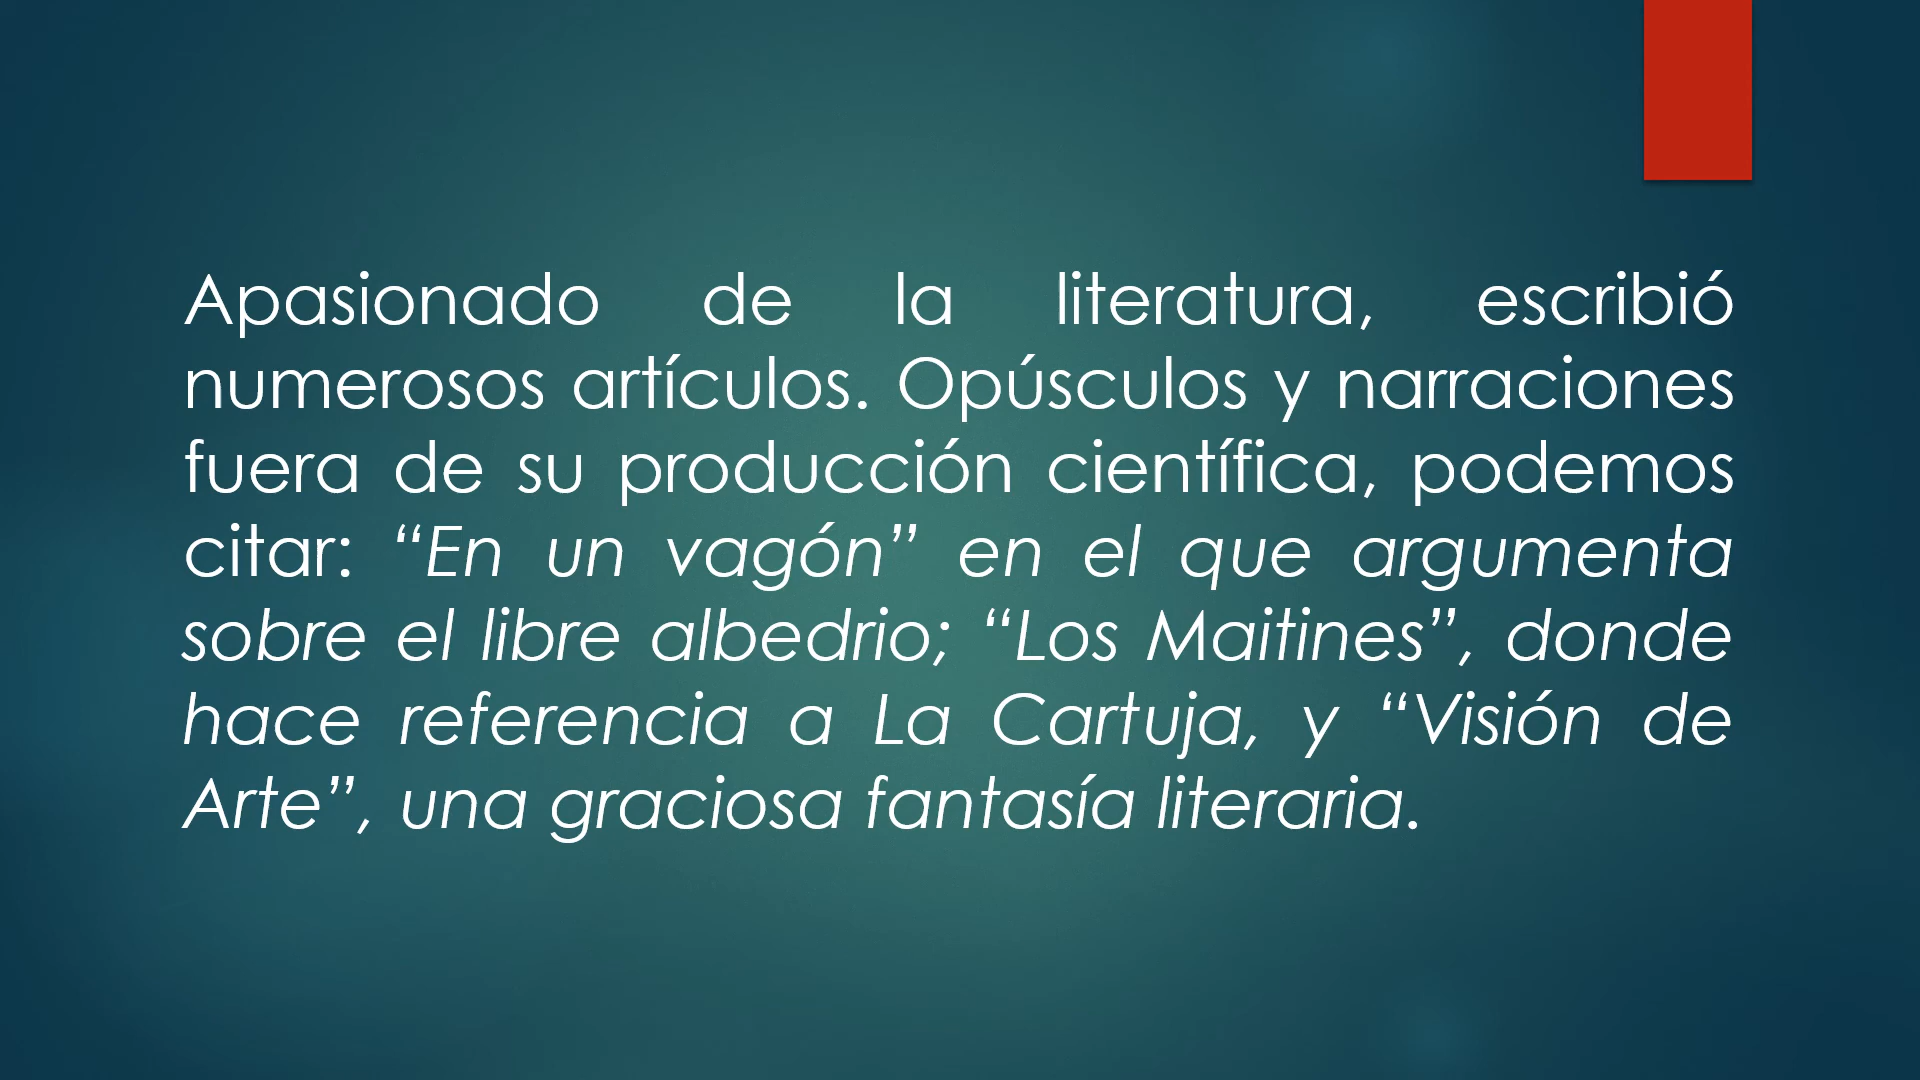 Apasionado de la literatura, escribió
numerosos artículos. Opúsculos y narraciones
fuera de su producción científica, podemos
citar: “En un vagón” en el que argumenta
sobre el libre albedrio; “Los Maitines”, donde
hace referencia a La Cartuja, y “Visión de
Arte”, una graciosa fantasía literaria.